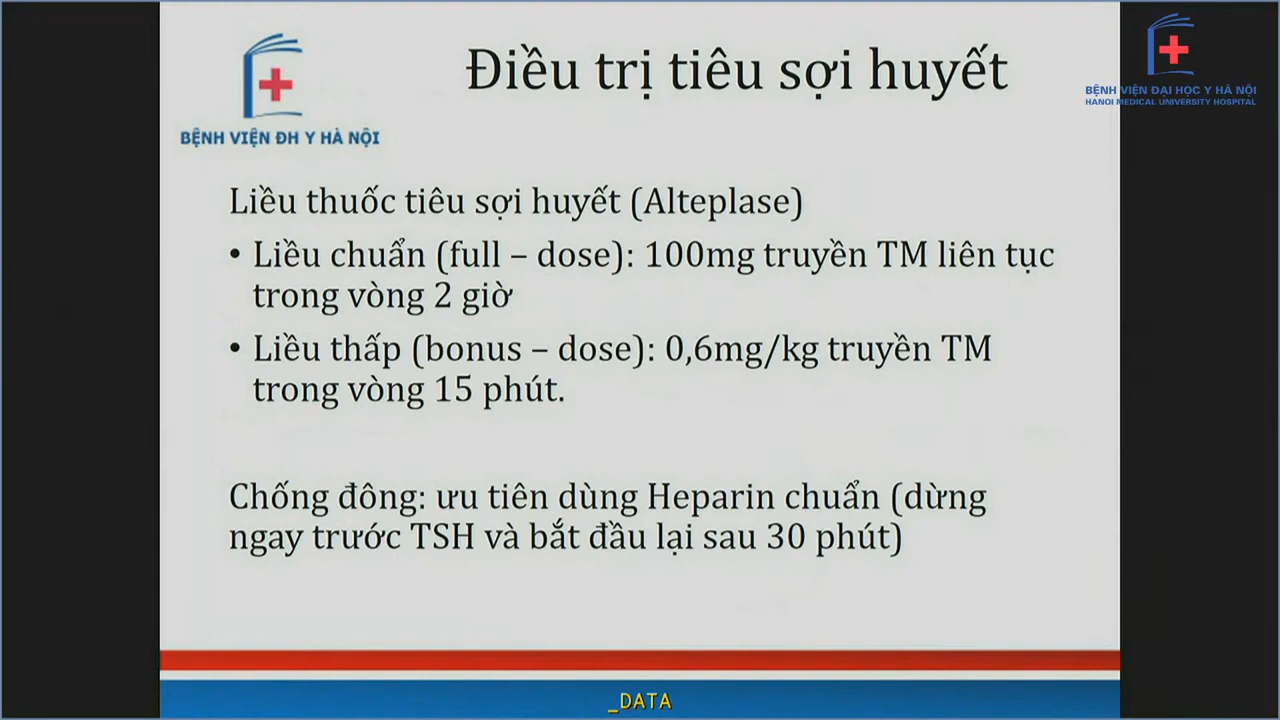 Điều trị tiêu sợi huyết
BỆNH VIỆN ĐH Y HÀ NỘI
BỆNH VIỆN ĐẠI HỌC Y HÀ NỘI
HANOI MEDICAL UNIVERSITY HOSPITAL
Liều thuốc tiêu sợi huyết (Alteplase)
• Liều chuẩn (full – dose): 100mg truyền TM liên tục
trong vòng 2 giờ
• Liều thấp (bonus – dose): 0,6mg/kg truyền TM
trong vòng 15 phút.
Chống đông: ưu tiên dùng Heparin chuẩn (dừng
ngay trước TSH và bắt đầu lại sau 30 phút)
_DATA